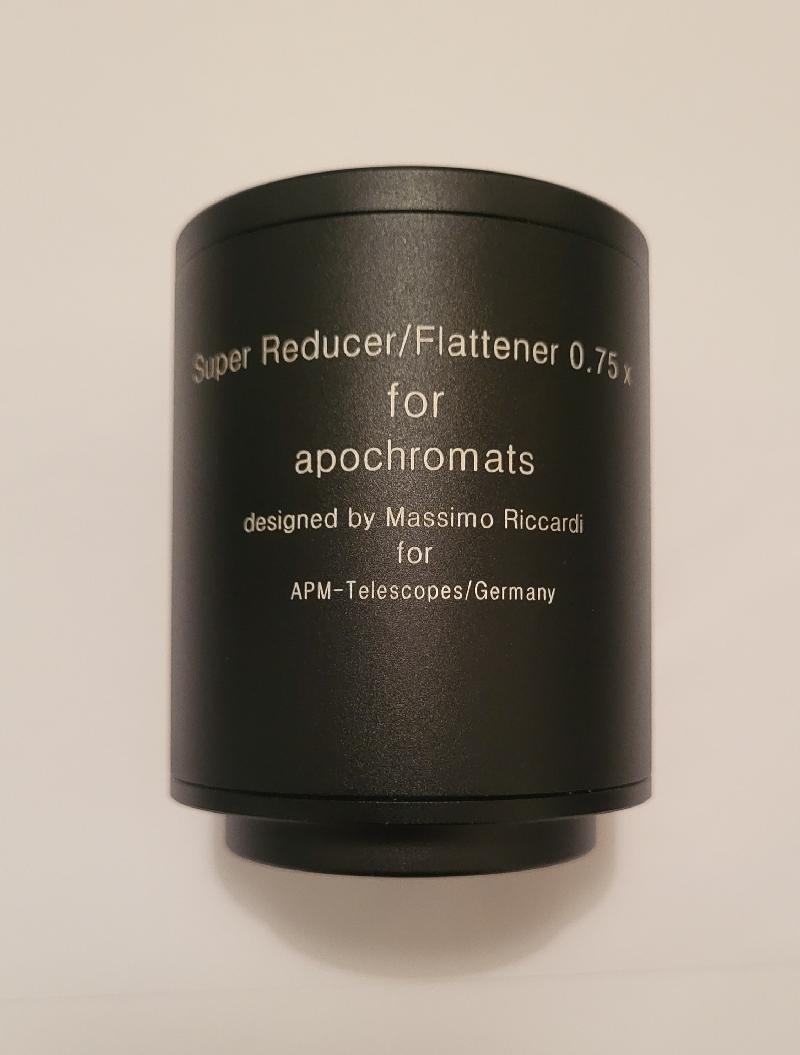 Super Reducer/Flattener 0.75 x
for
apochromats
designed by Massimo Riccardi
for
APM-Telescopes/Germany